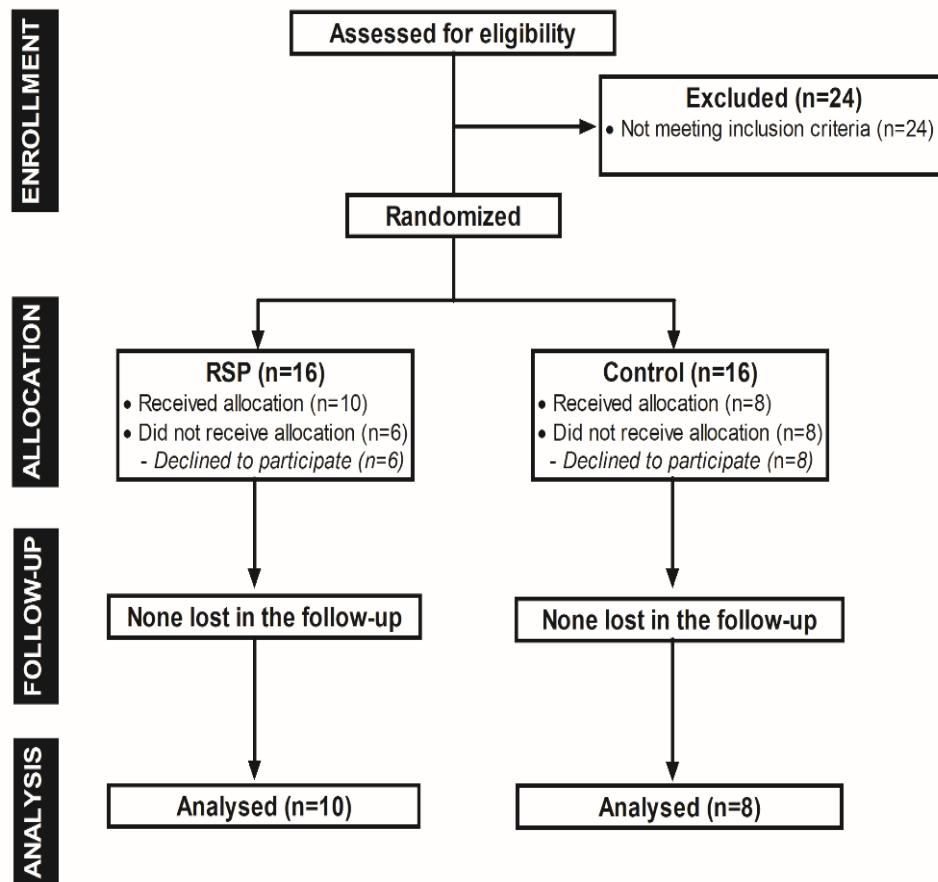 ENROLLMENT
Assessed for eligibility
Excluded (n=24)
• Not meeting inclusion criteria (n=24)
Randomized
ALLOCATION
RSP (n=16)
• Received allocation (n=10)
• Did not receive allocation (n=6)
- Declined to participate (n=6)
Control (n=16)
• Received allocation (n=8)
• Did not receive allocation (n=8)
- Declined to participate (n=8)
FOLLOW-UP
None lost in the follow-up
None lost in the follow-up
ANALYSIS
Analysed (n=10)
Analysed (n=8)